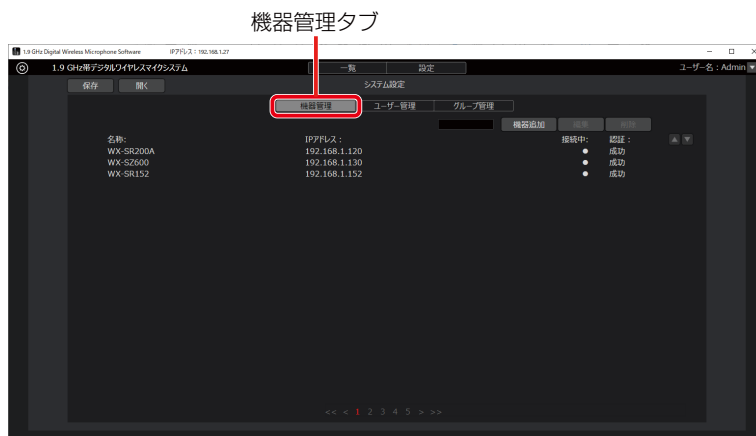 機器管理タブ
1.9 GHz Digital Wireless Microphone Software IPアドレス：192.168.1.27
1.9 GHz帯デジタルワイヤレスマイクシステム 一覧 設定 ユーザー名：Admin
保存 開く システム設定
機器管理 ユーザー管理 グループ管理
機器追加 編集 削除
名称: IPアドレス： 接続中: 認証：
WX-SR200A 192.168.1.120 成功
WX-SZ600 192.168.1.130 成功
WX-SR152 192.168.1.152 成功
<< < 1 2 3 4 5 > >>